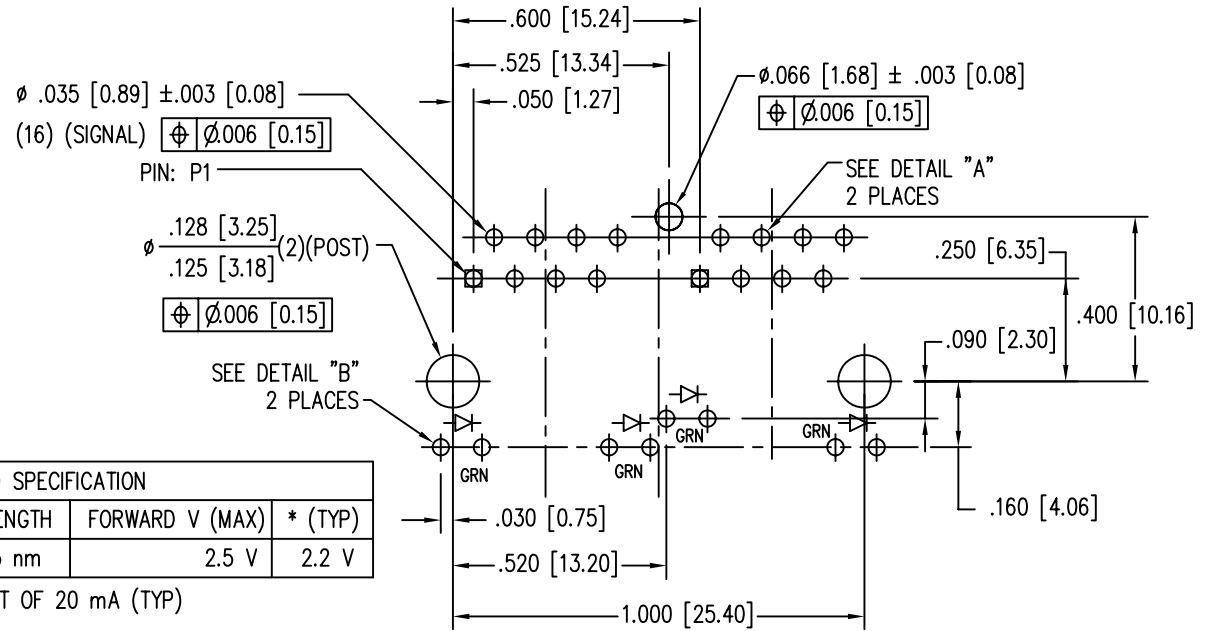 .600 [15.24]
.525 [13.34]
.050 [1.27]
ø .035 [0.89] ±.003 [0.08]
(16) (SIGNAL) ⌖ Ø.006 [0.15]
PIN: P1
ø.066 [1.68] ± .003 [0.08]
⌖ Ø.006 [0.15]
SEE DETAIL "A"
2 PLACES
ø .128 [3.25]
.125 [3.18] (2)(POST)
⌖ Ø.006 [0.15]
.250 [6.35]
.400 [10.16]
.090 [2.30]
SEE DETAIL "B"
2 PLACES
GRN
GRN
GRN
GRN
.160 [4.06]
.030 [0.75]
.520 [13.20]
1.000 [25.40]
SPECIFICATION
FORWARD V (MAX) * (TYP)
nm 2.5 V 2.2 V
OF 20 mA (TYP)